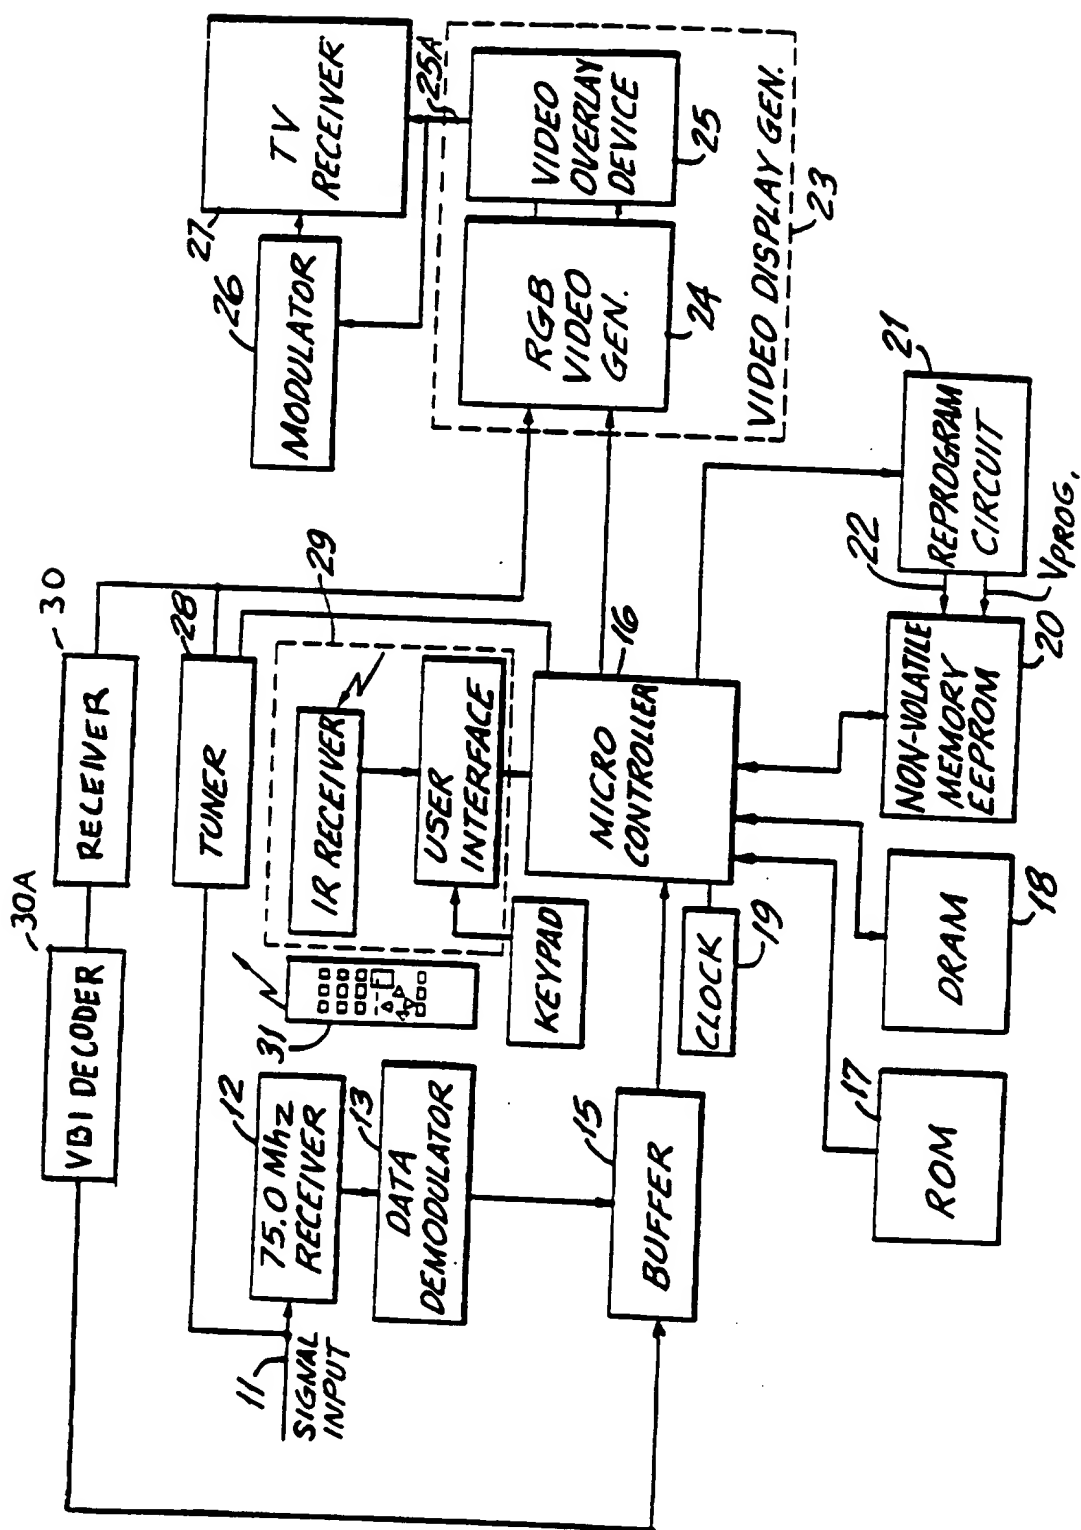 30A
VBI DECODER
30
RECEIVER
28
TUNER
11
SIGNAL
INPUT
12
75.0 Mhz
RECEIVER
13
DATA
DEMODULATOR
31
29
IR RECEIVER
USER
INTERFACE
KEYPAD
15
BUFFER
16
MICRO
CONTROLLER
CLOCK
19
17
ROM
DRAM
18
NON-VOLATILE
MEMORY
EEPROM
20
22
VPROG.
21
REPROGRAM
CIRCUIT
26
MODULATOR
27
TV
RECEIVER
25A
RGB
VIDEO
GEN.
24
VIDEO
OVERLAY
DEVICE
25
VIDEO DISPLAY GEN.
23